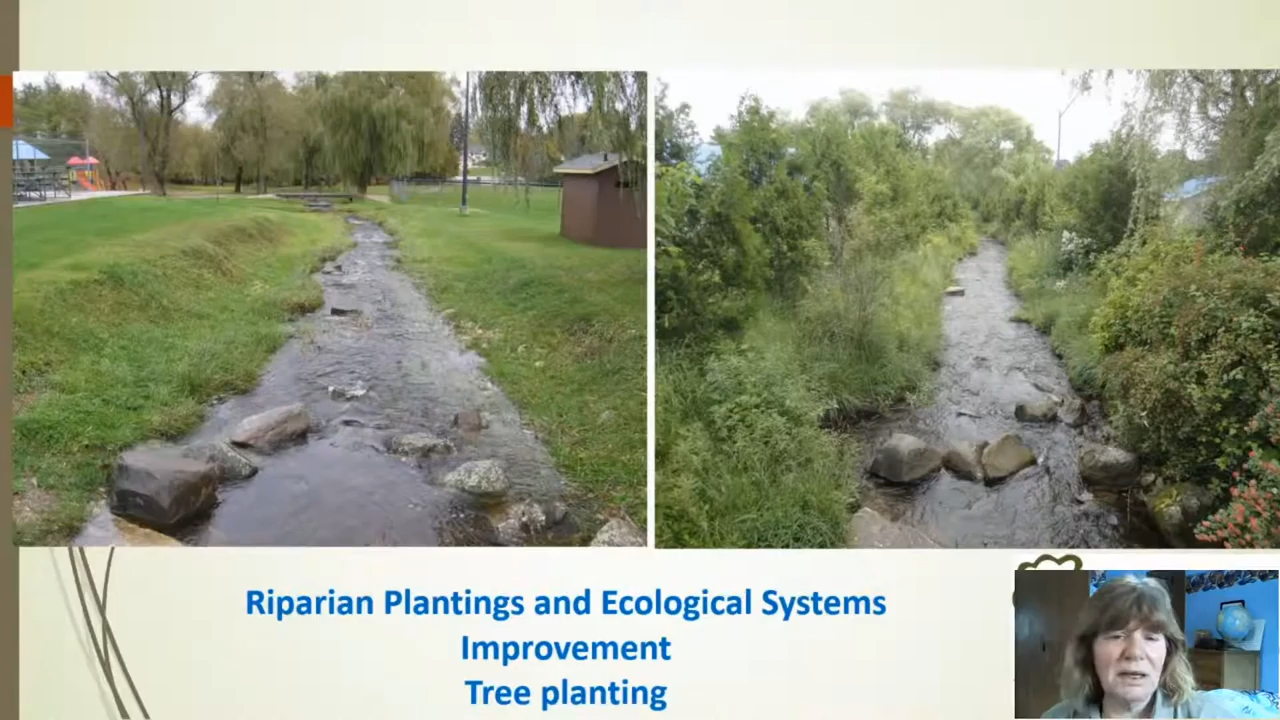 Riparian Plantings and Ecological Systems
Improvement
Tree planting